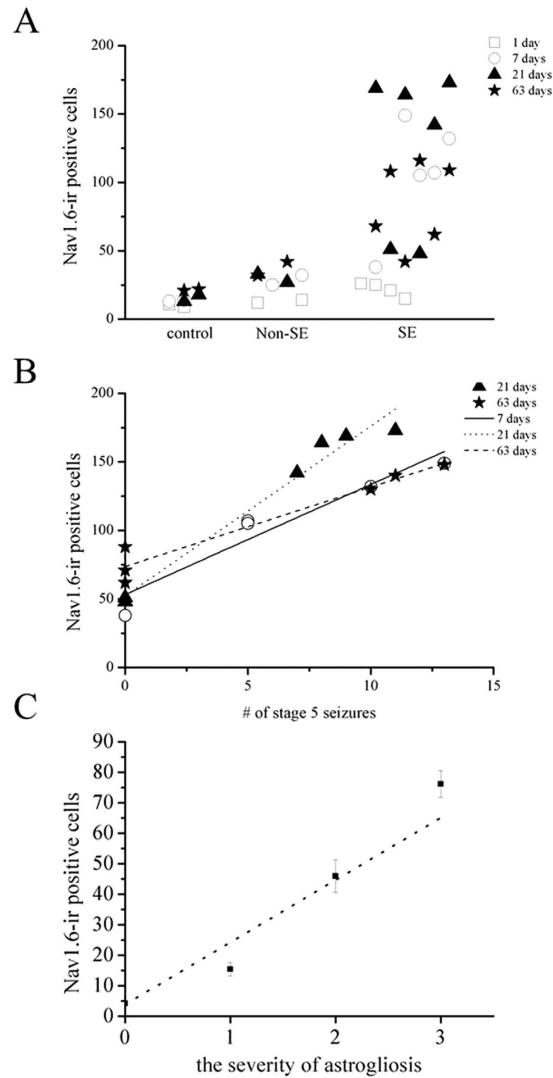 A
Nav1.6-ir positive cells
200
150
100
50
0
control Non-SE SE
1 day
7 days
21 days
63 days
B
Nav1.6-ir positive cells
200
150
100
50
0
0 5 10 15
# of stage 5 seizures
21 days
63 days
7 days
21 days
63 days
C
Nav1.6-ir positive cells
90
80
70
60
50
40
30
20
10
0
0 1 2 3
the severity of astrogliosis